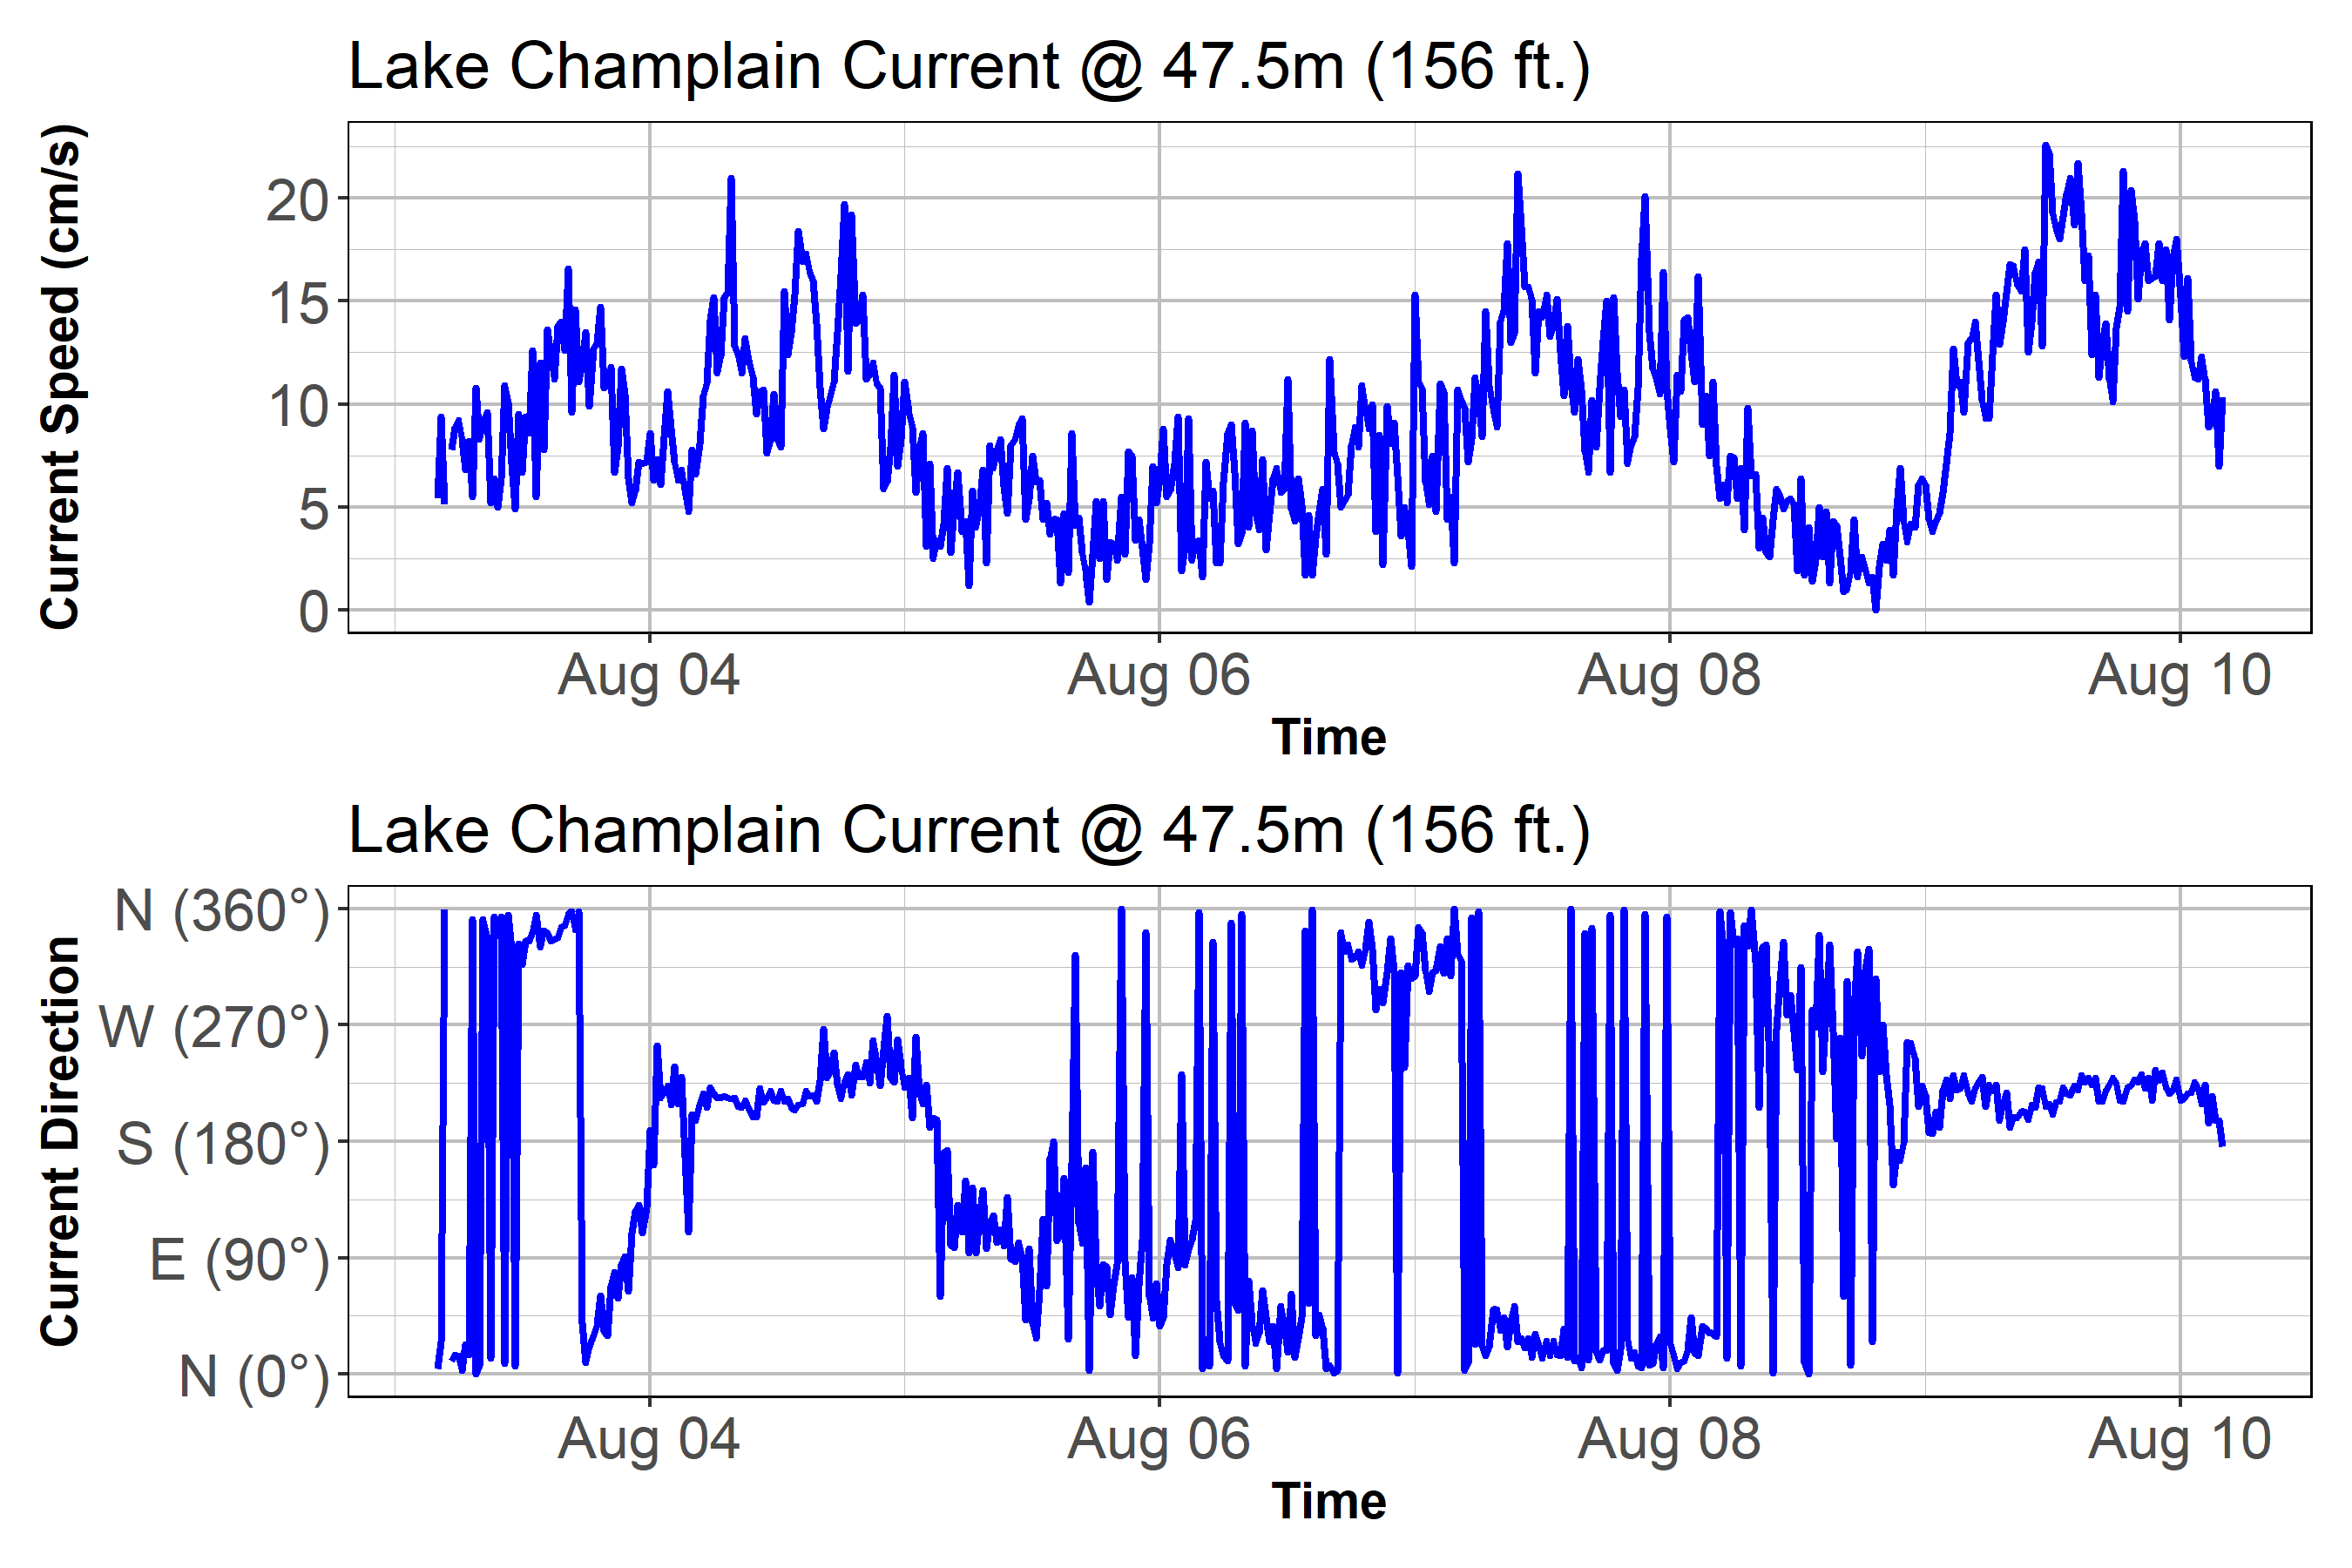 Lake Champlain Current @ 47.5m (156 ft.)
Current Speed (cm/s)
20
15
10
5
0
Aug 04 Aug 06 Aug 08 Aug 10
Time
Lake Champlain Current @ 47.5m (156 ft.)
Current Direction
N (360°)
W (270°)
S (180°)
E (90°)
N (0°)
Aug 04 Aug 06 Aug 08 Aug 10
Time